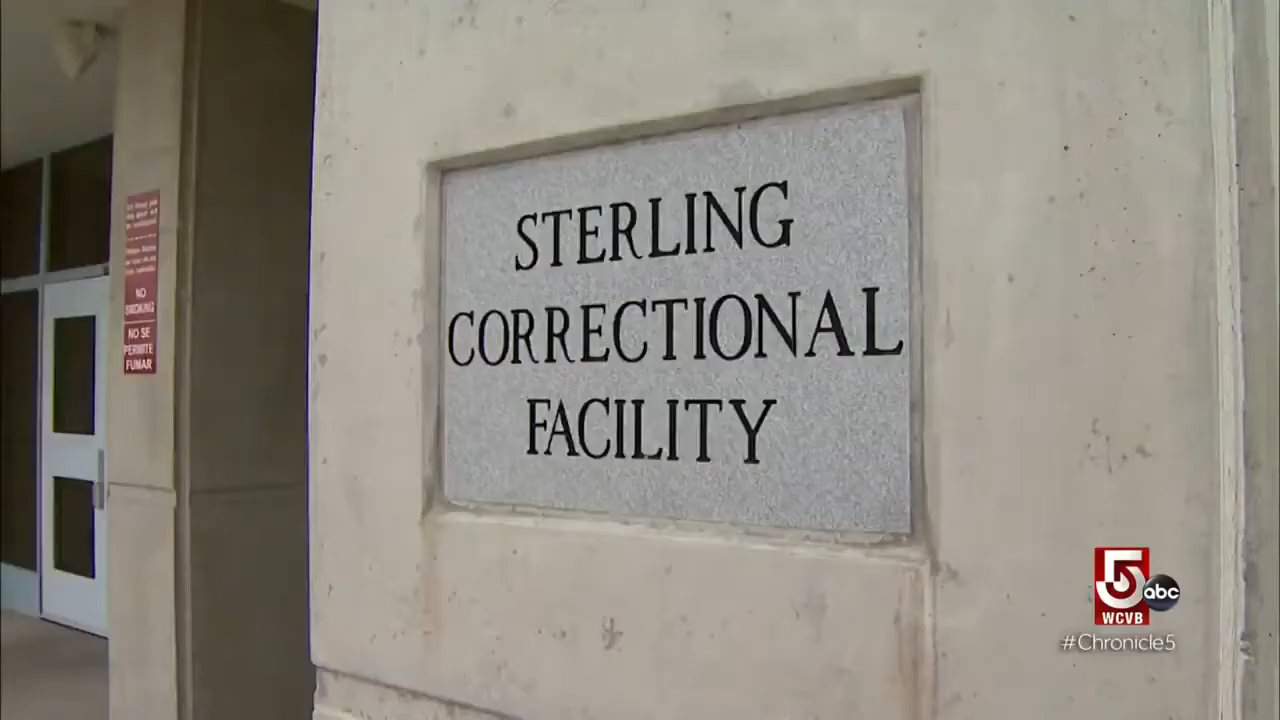 STERLING
CORRECTIONAL
FACILITY
NO
SMOKING
NO SE
PERMITE
FUMAR
5
abc
WCVB
#Chronicle5